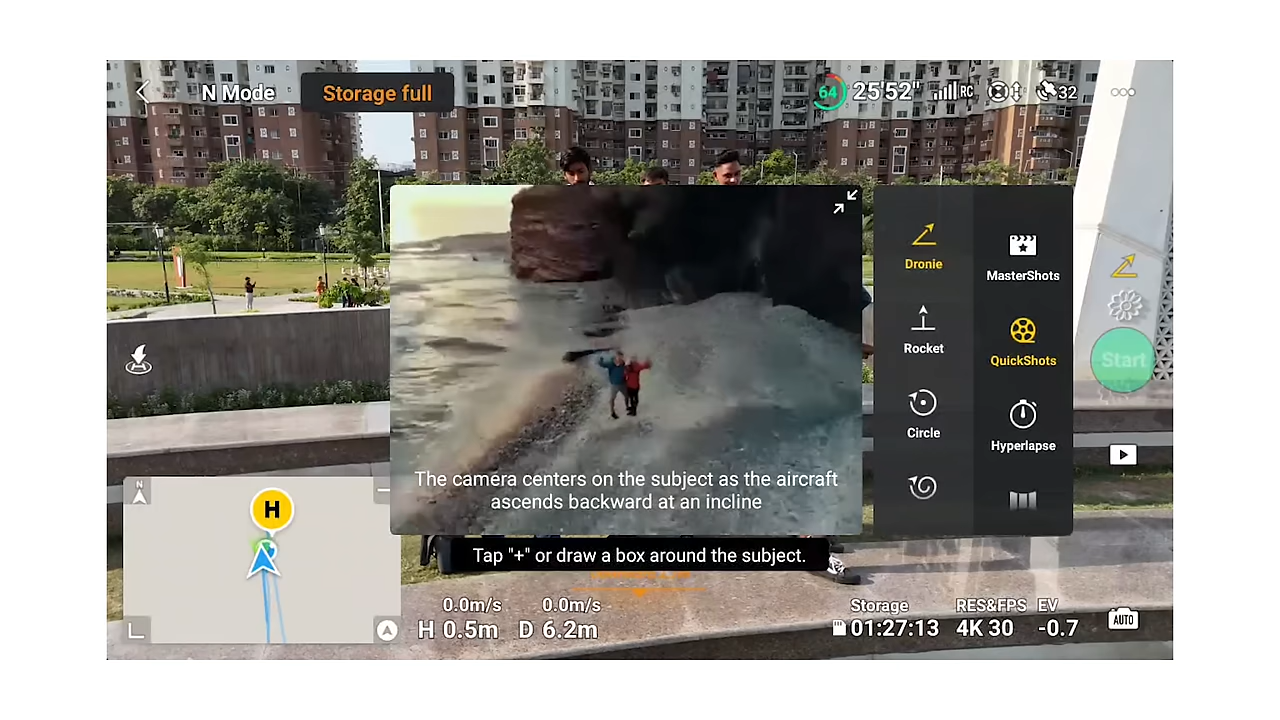 N Mode
Storage full
64
25'52"
RC
32
Dronie
MasterShots
Rocket
QuickShots
Circle
Hyperlapse
Start
The camera centers on the subject as the aircraft
ascends backward at an incline
Tap "+" or draw a box around the subject.
N
H
0.0m/s 0.0m/s
H 0.5m D 6.2m
Storage RES&FPS EV
01:27:13 4K 30 -0.7
AUTO